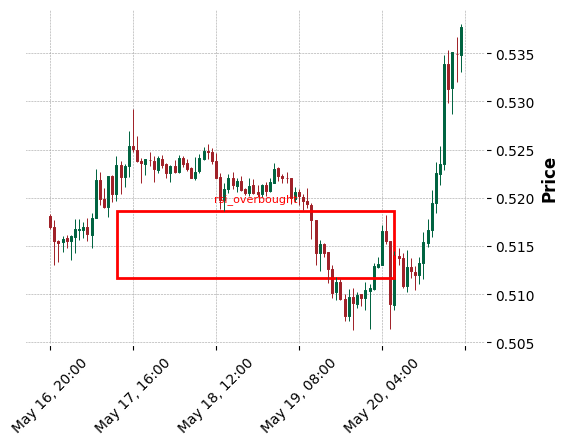 0.535
0.530
0.525
0.520
0.515
0.510
0.505
Price
rsi_overbought
May 16, 20:00
May 17, 16:00
May 18, 12:00
May 19, 08:00
May 20, 04:00